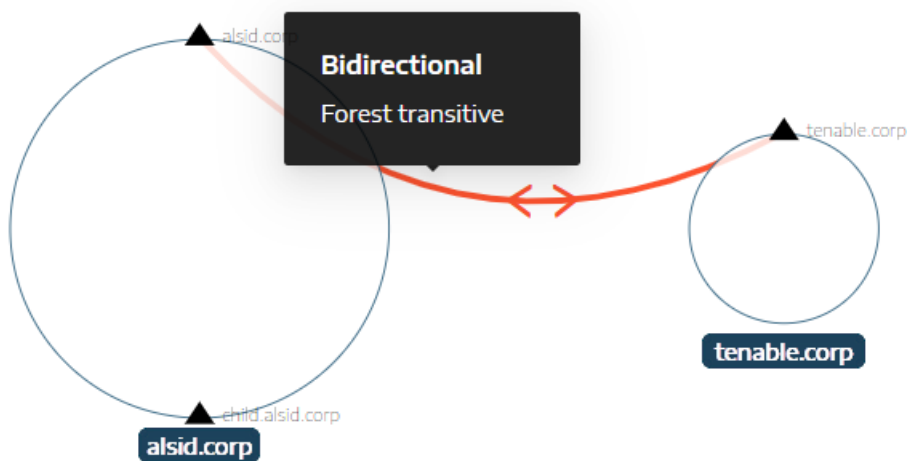 alsid.corp
Bidirectional
Forest transitive
tenable.corp
tenable.corp
child.alsid.corp
alsid.corp